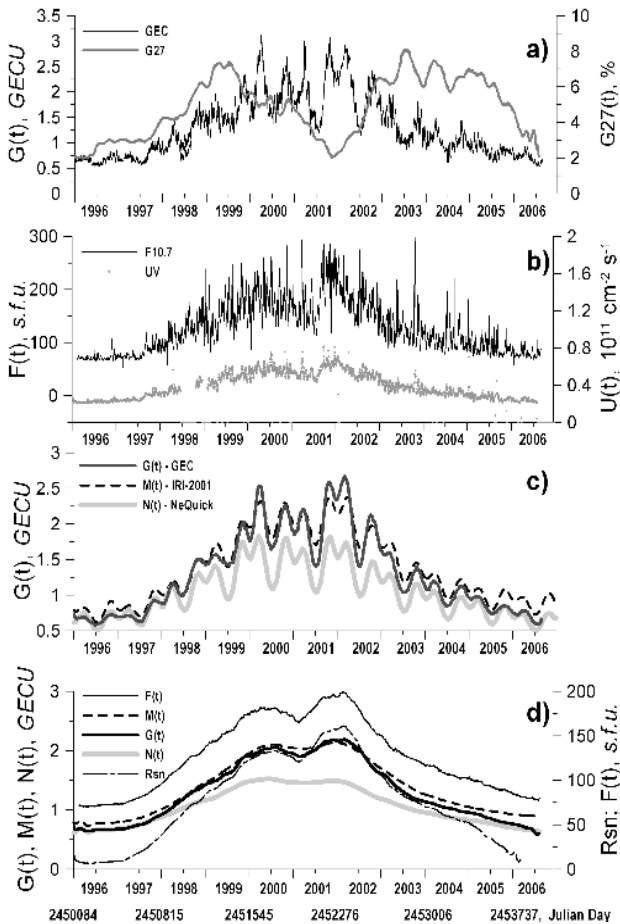 GEC
G27
a)
G(t), GECU
G27(t), %
3.5
3
2.5
2
1.5
1
0.5
0
10
8
6
4
2
0
1996 1997 1998 1999 2000 2001 2002 2003 2004 2005 2006
F10.7
UV
b)
F(t), s.f.u.
U(t), 10¹¹ cm⁻² s⁻¹
300
200
100
0
2
1.6
1.2
0.8
0.4
0
1996 1997 1998 1999 2000 2001 2002 2003 2004 2005 2006
G(t) - GEC
M(t) - IRI-2001
N(t) - NeQuick
c)
G(t), GECU
3
2.5
2
1.5
1
0.5
1996 1997 1998 1999 2000 2001 2002 2003 2004 2005 2006
F(t)
M(t)
G(t)
N(t)
Rsn
d)
G(t), M(t), N(t), GECU
Rsn; F(t), s.f.u.
3
2
1
0
200
150
100
50
0
1996 1997 1998 1999 2000 2001 2002 2003 2004 2005 2006
2450084 2450815 2451545 2452276 2453006 2453737, Julian Day